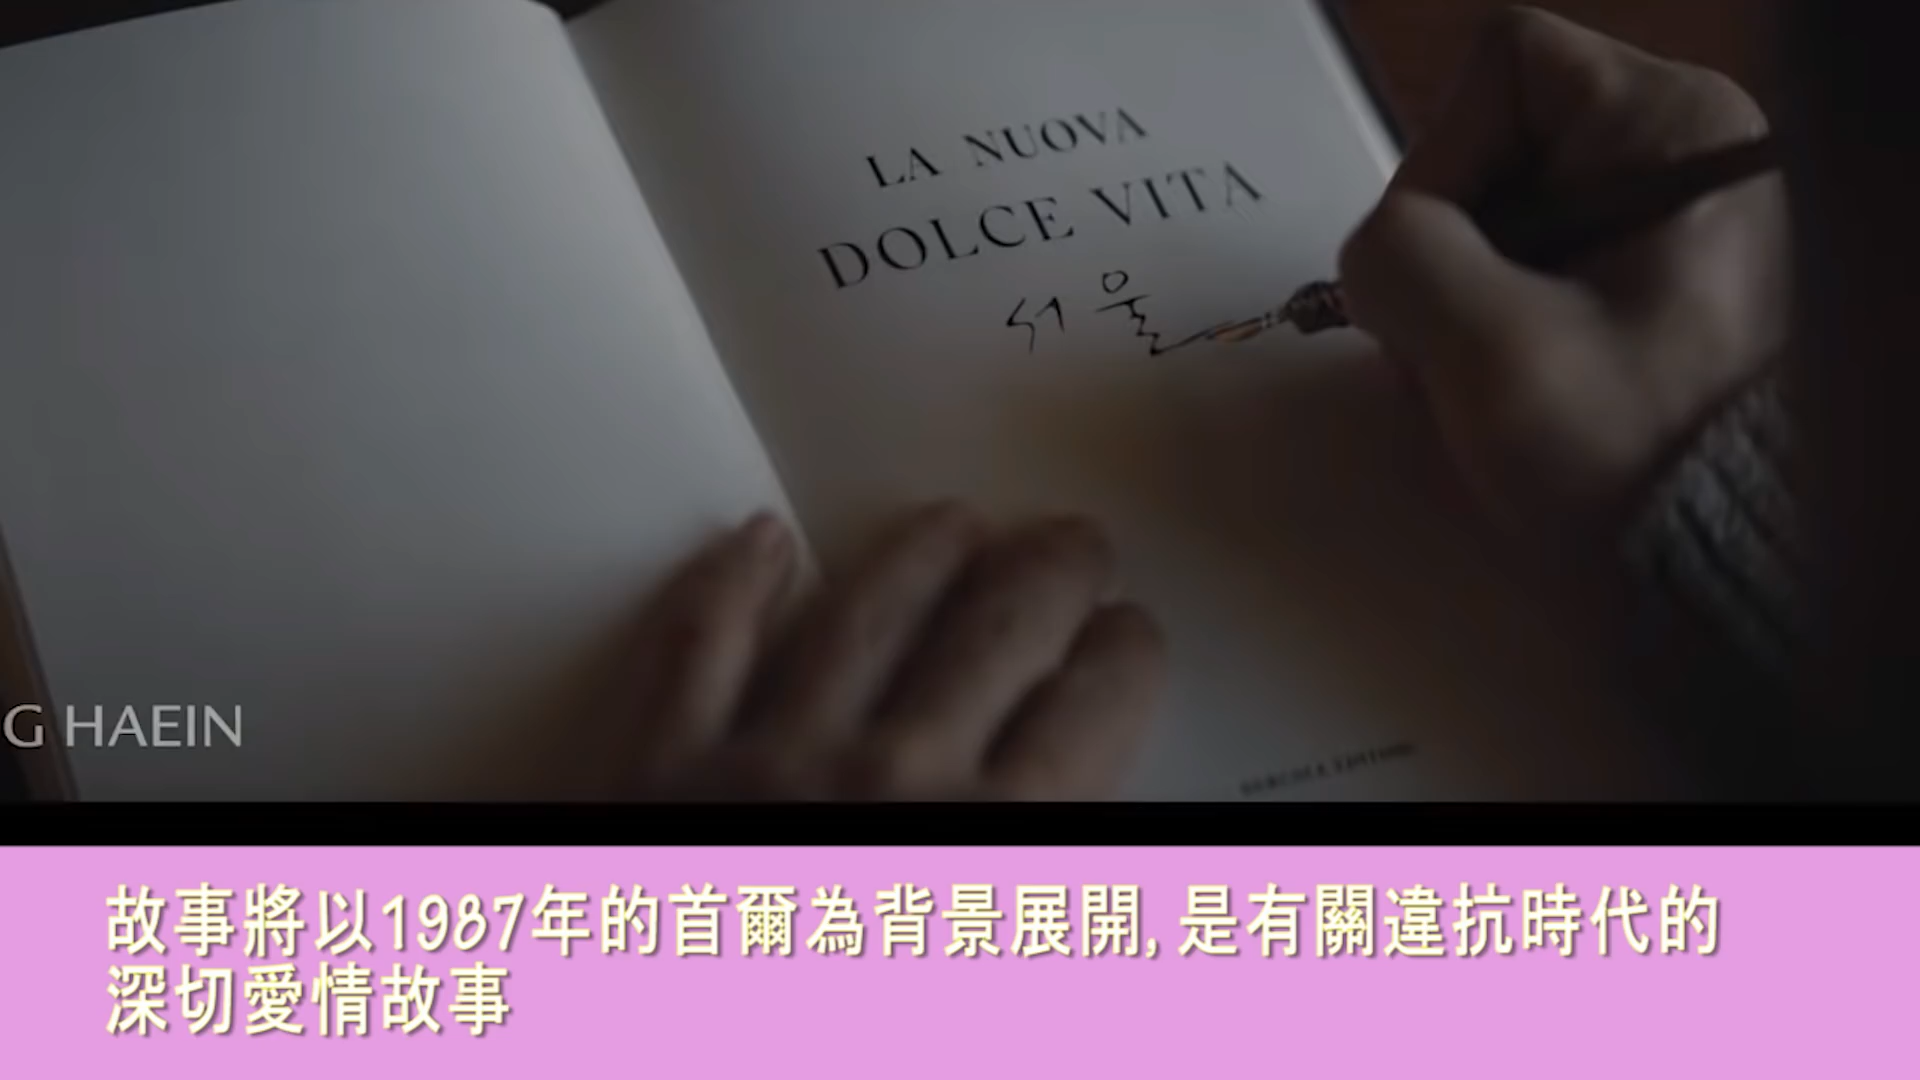 LA NUOVA
DOLCE VITA
서울
G HAEIN
故事將以1987年的首爾為背景展開,是有關違抗時代的
深切愛情故事